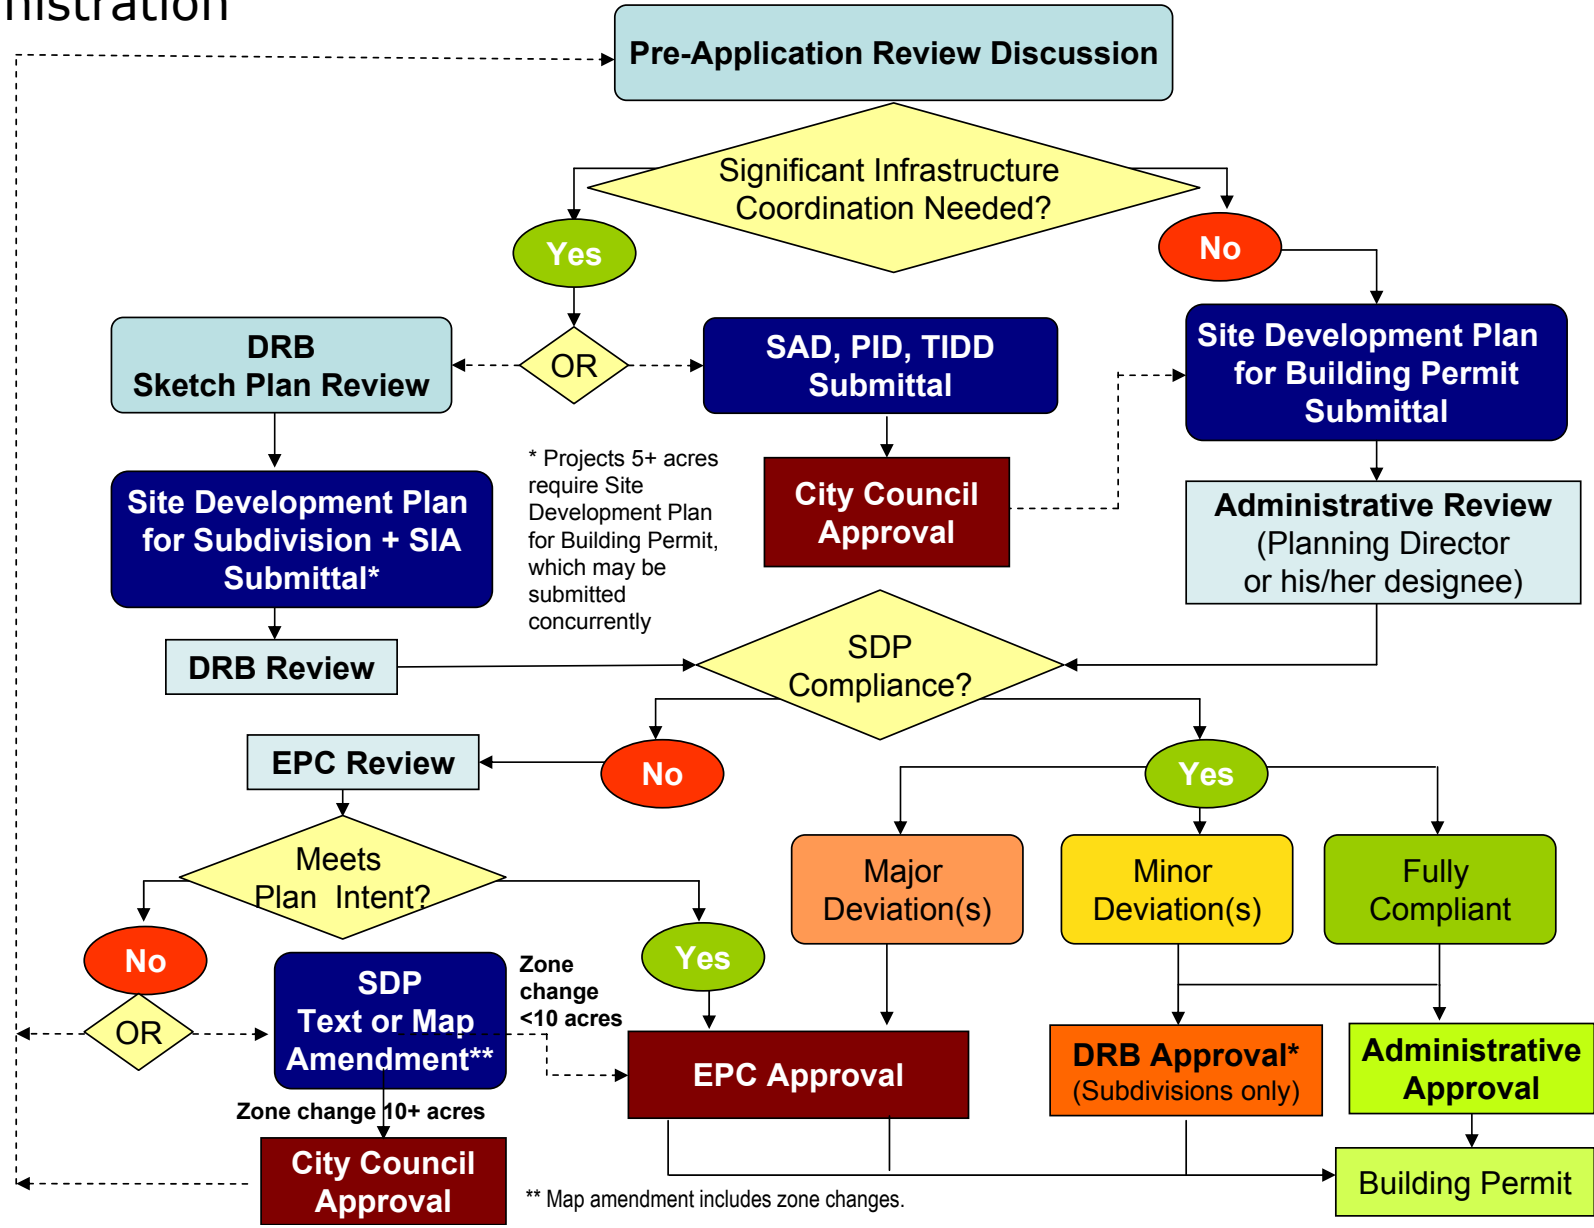 nistration
Pre-Application Review Discussion
Significant Infrastructure
Coordination Needed?
Yes
No
DRB
Sketch Plan Review
OR
SAD, PID, TIDD
Submittal
Site Development Plan
for Building Permit
Submittal
* Projects 5+ acres
require Site
Development Plan
for Building Permit,
which may be
submitted
concurrently
City Council
Approval
Site Development Plan
for Subdivision + SIA
Submittal*
Administrative Review
(Planning Director
or his/her designee)
DRB Review
SDP
Compliance?
EPC Review
No
Yes
Meets
Plan Intent?
Major
Deviation(s)
Minor
Deviation(s)
Fully
Compliant
No
Yes
OR
SDP
Text or Map
Amendment**
Zone
change
<10 acres
EPC Approval
DRB Approval*
(Subdivisions only)
Administrative
Approval
Zone change 10+ acres
City Council
Approval
Building Permit
** Map amendment includes zone changes.